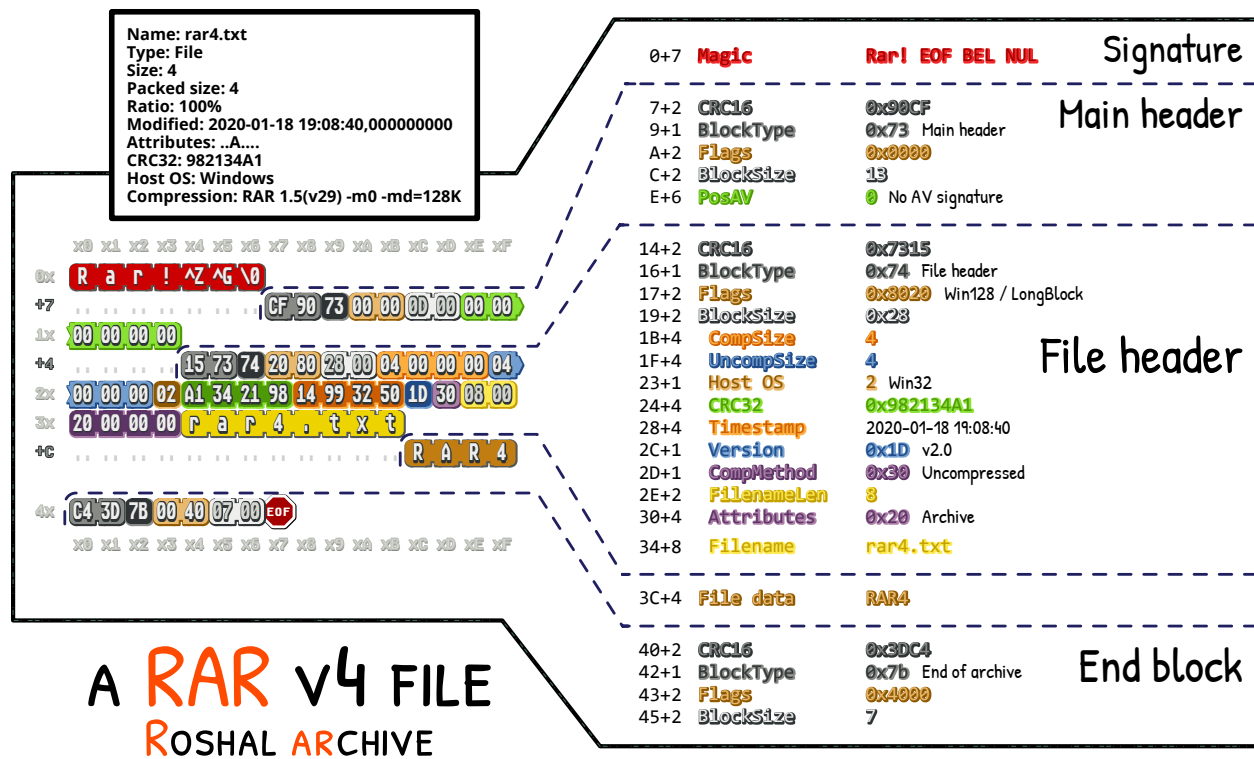 Name: rar4.txt
Type: File
Size: 4
Packed size: 4
Ratio: 100%
Modified: 2020-01-18 19:08:40,000000000
Attributes: ..A....
CRC32: 982134A1
Host OS: Windows
Compression: RAR 1.5(v29) -m0 -md=128K
x0 x1 x2 x3 x4 x5 x6 x7 x8 x9 xA xB xC xD xE xF
0x R a r ! ^Z ^G \0
+7 .. .. .. .. .. .. .. CF 90 73 00 00 0D 00 00 00
1x 00 00 00 00
+4 .. .. .. .. 15 73 74 20 80 28 00 04 00 00 00 04
2x 00 00 00 02 A1 34 21 98 14 99 32 50 1D 30 08 00
3x 20 00 00 00 r a r 4 . t x t
+C .. .. .. .. .. .. .. .. .. .. .. .. R A R 4
4x C4 3D 7B 00 40 07 00 EOF
x0 x1 x2 x3 x4 x5 x6 x7 x8 x9 xA xB xC xD xE xF
A RAR v4 FILE
ROSHAL ARCHIVE
Signature
0+7 Magic Rar! EOF BEL NUL
Main header
7+2 CRC16 0x90CF
9+1 BlockType 0x73 Main header
A+2 Flags 0x0000
C+2 BlockSize 13
E+6 PosAV 0 No AV signature
File header
14+2 CRC16 0x7315
16+1 BlockType 0x74 File header
17+2 Flags 0x8020 Win128 / LongBlock
19+2 BlockSize 0x28
1B+4 CompSize 4
1F+4 UncompSize 4
23+1 Host OS 2 Win32
24+4 CRC32 0x982134A1
28+4 Timestamp 2020-01-18 19:08:40
2C+1 Version 0x1D v2.0
2D+1 CompMethod 0x30 Uncompressed
2E+2 FilenameLen 8
30+4 Attributes 0x20 Archive
34+8 Filename rar4.txt
3C+4 File data RAR4
End block
40+2 CRC16 0x3DC4
42+1 BlockType 0x7b End of archive
43+2 Flags 0x4000
45+2 BlockSize 7